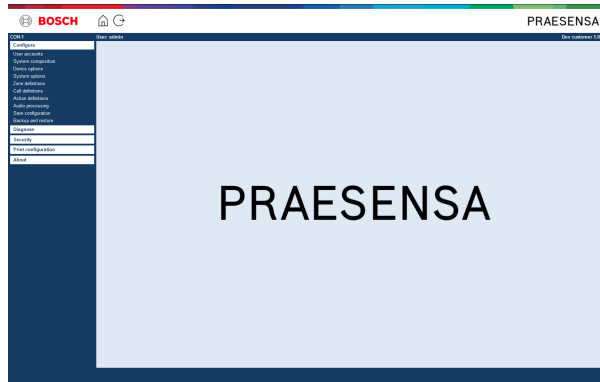 BOSCH
PRAESENSA
CON-1
User: admin
Dev customer 1.0
Configure
User accounts
System composition
Device options
System options
Zone definitions
Call definitions
Action definitions
Audio processing
Save configuration
Backup and restore
Diagnose
Security
Print configuration
About
PRAESENSA